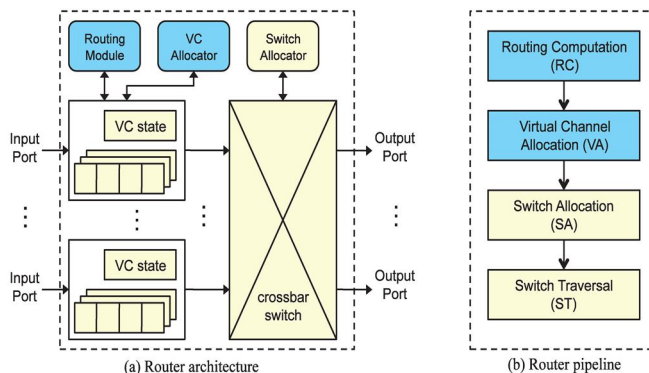 Routing
Module
VC
Allocator
Switch
Allocator
Input
Port
VC state
Output
Port
Input
Port
VC state
crossbar
switch
Output
Port
(a) Router architecture
Routing Computation
(RC)
Virtual Channel
Allocation (VA)
Switch Allocation
(SA)
Switch Traversal
(ST)
(b) Router pipeline